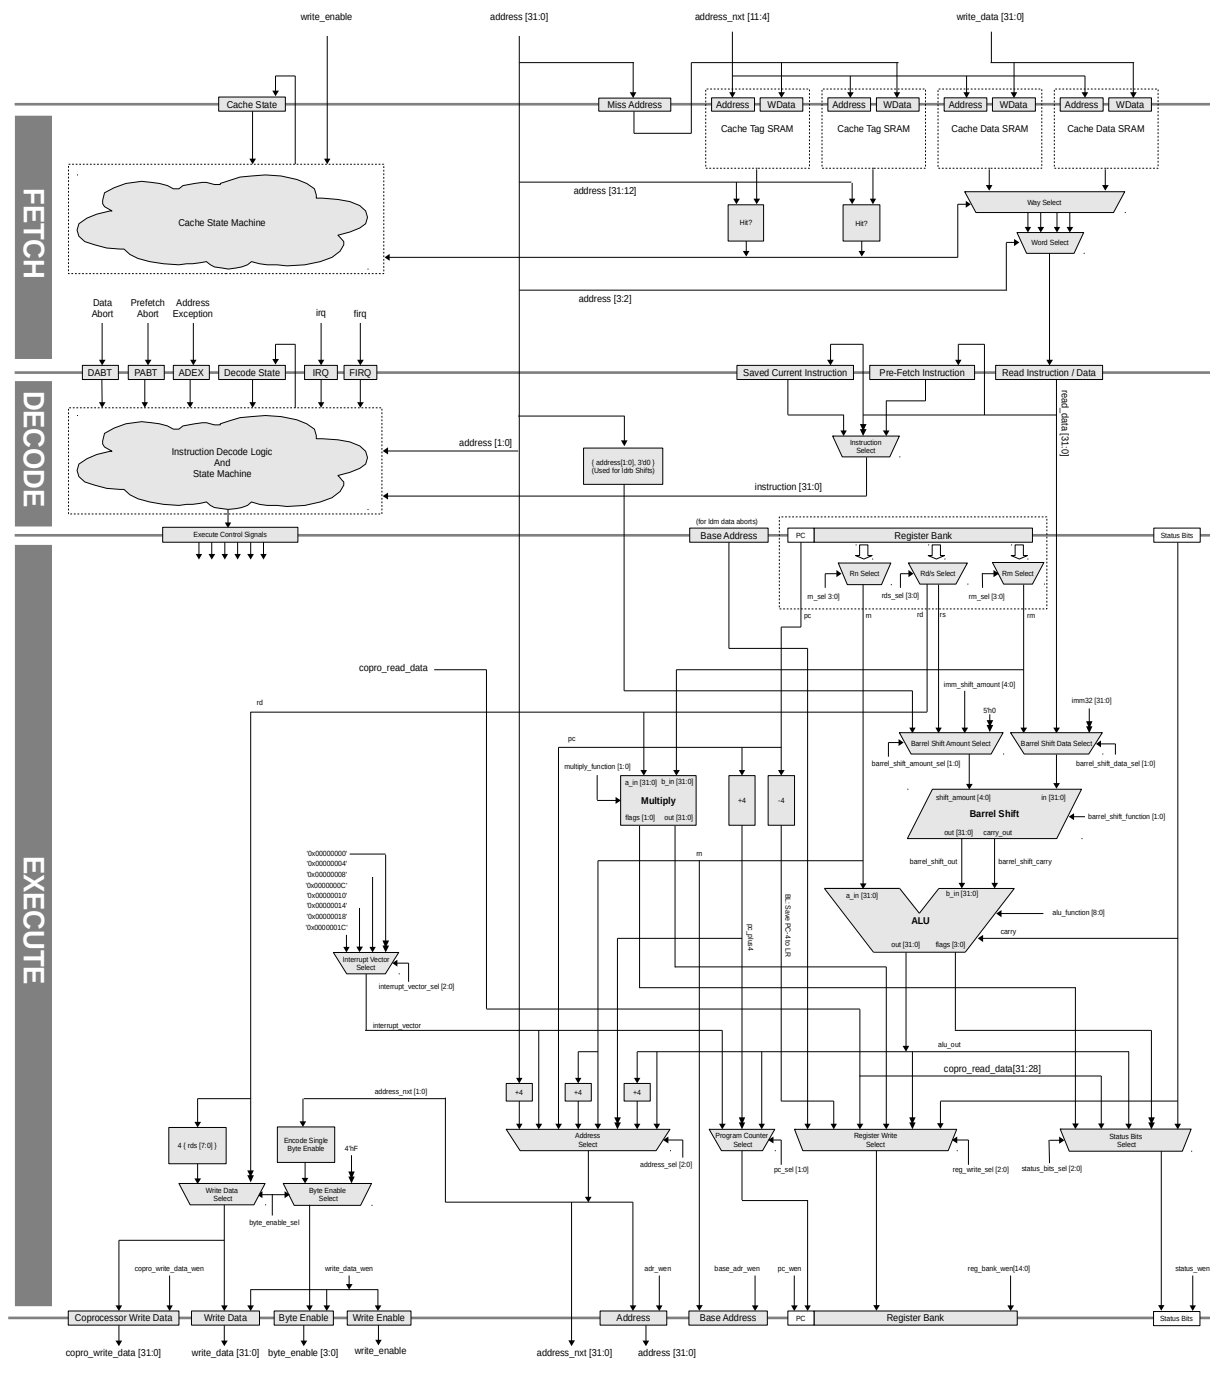 write_enable
address [31:0]
address_nxt [11:4]
write_data [31:0]
Cache State
Miss Address
Address
WData
Address
WData
Address
WData
Address
WData
Cache Tag SRAM
Cache Tag SRAM
Cache Data SRAM
Cache Data SRAM
FETCH
address [31:12]
Way Select
Cache State Machine
Hit?
Hit?
Word Select
address [3:2]
Data
Abort
Prefetch
Abort
Address
Exception
irq
firq
DABT
PABT
ADEX
Decode State
IRQ
FIRQ
Saved Current Instruction
Pre-Fetch Instruction
Read Instruction / Data
DECODE
read_data [31:0]
address [1:0]
Instruction Decode Logic
And
State Machine
{ address[1:0], 3'd0 }
(Used for ldrb Shifts)
Instruction
Select
instruction [31:0]
(for ldm data aborts)
Execute Control Signals
Base Address
PC
Register Bank
Status Bits
Rn Select
Rd/s Select
Rm Select
rn_sel 3:0]
rds_sel [3:0]
rm_sel [3:0]
pc
rn
rd
rs
rm
EXECUTE
copro_read_data
imm_shift_amount [4:0]
imm32 [31:0]
rd
5'h0
pc
Barrel Shift Amount Select
Barrel Shift Data Select
barrel_shift_amount_sel [1:0]
barrel_shift_data_sel [1:0]
multiply_function [1:0]
a_in [31:0]
b_in [31:0]
Multiply
flags [1:0]
out [31:0]
+4
-4
shift_amount [4:0]
in [31:0]
Barrel Shift
out [31:0]
carry_out
barrel_shift_function [1:0]
rn
barrel_shift_out
barrel_shift_carry
'0x00000000'
'0x00000004'
'0x00000008'
'0x0000000C'
'0x00000010'
'0x00000014'
'0x00000018'
'0x0000001C'
a_in [31:0]
b_in [31:0]
ALU
out [31:0]
flags [3:0]
alu_function [8:0]
carry
BL: Save PC-4 to LR
pc_plus4
Interrupt Vector
Select
interrupt_vector_sel [2:0]
interrupt_vector
alu_out
copro_read_data[31:28]
address_nxt [1:0]
+4
+4
+4
4 { rds [7:0] }
Encode Single
Byte Enable
4'hF
Address
Select
Program Counter
Select
Register Write
Select
Status Bits
Select
address_sel [2:0]
pc_sel [1:0]
reg_write_sel [2:0]
status_bits_sel [2:0]
Write Data
Select
Byte Enable
Select
byte_enable_sel
copro_write_data_wen
write_data_wen
adr_wen
base_adr_wen
pc_wen
reg_bank_wen[14:0]
status_wen
Coprocessor Write Data
Write Data
Byte Enable
Write Enable
Address
Base Address
PC
Register Bank
Status Bits
copro_write_data [31:0]
write_data [31:0]
byte_enable [3:0]
write_enable
address_nxt [31:0]
address [31:0]